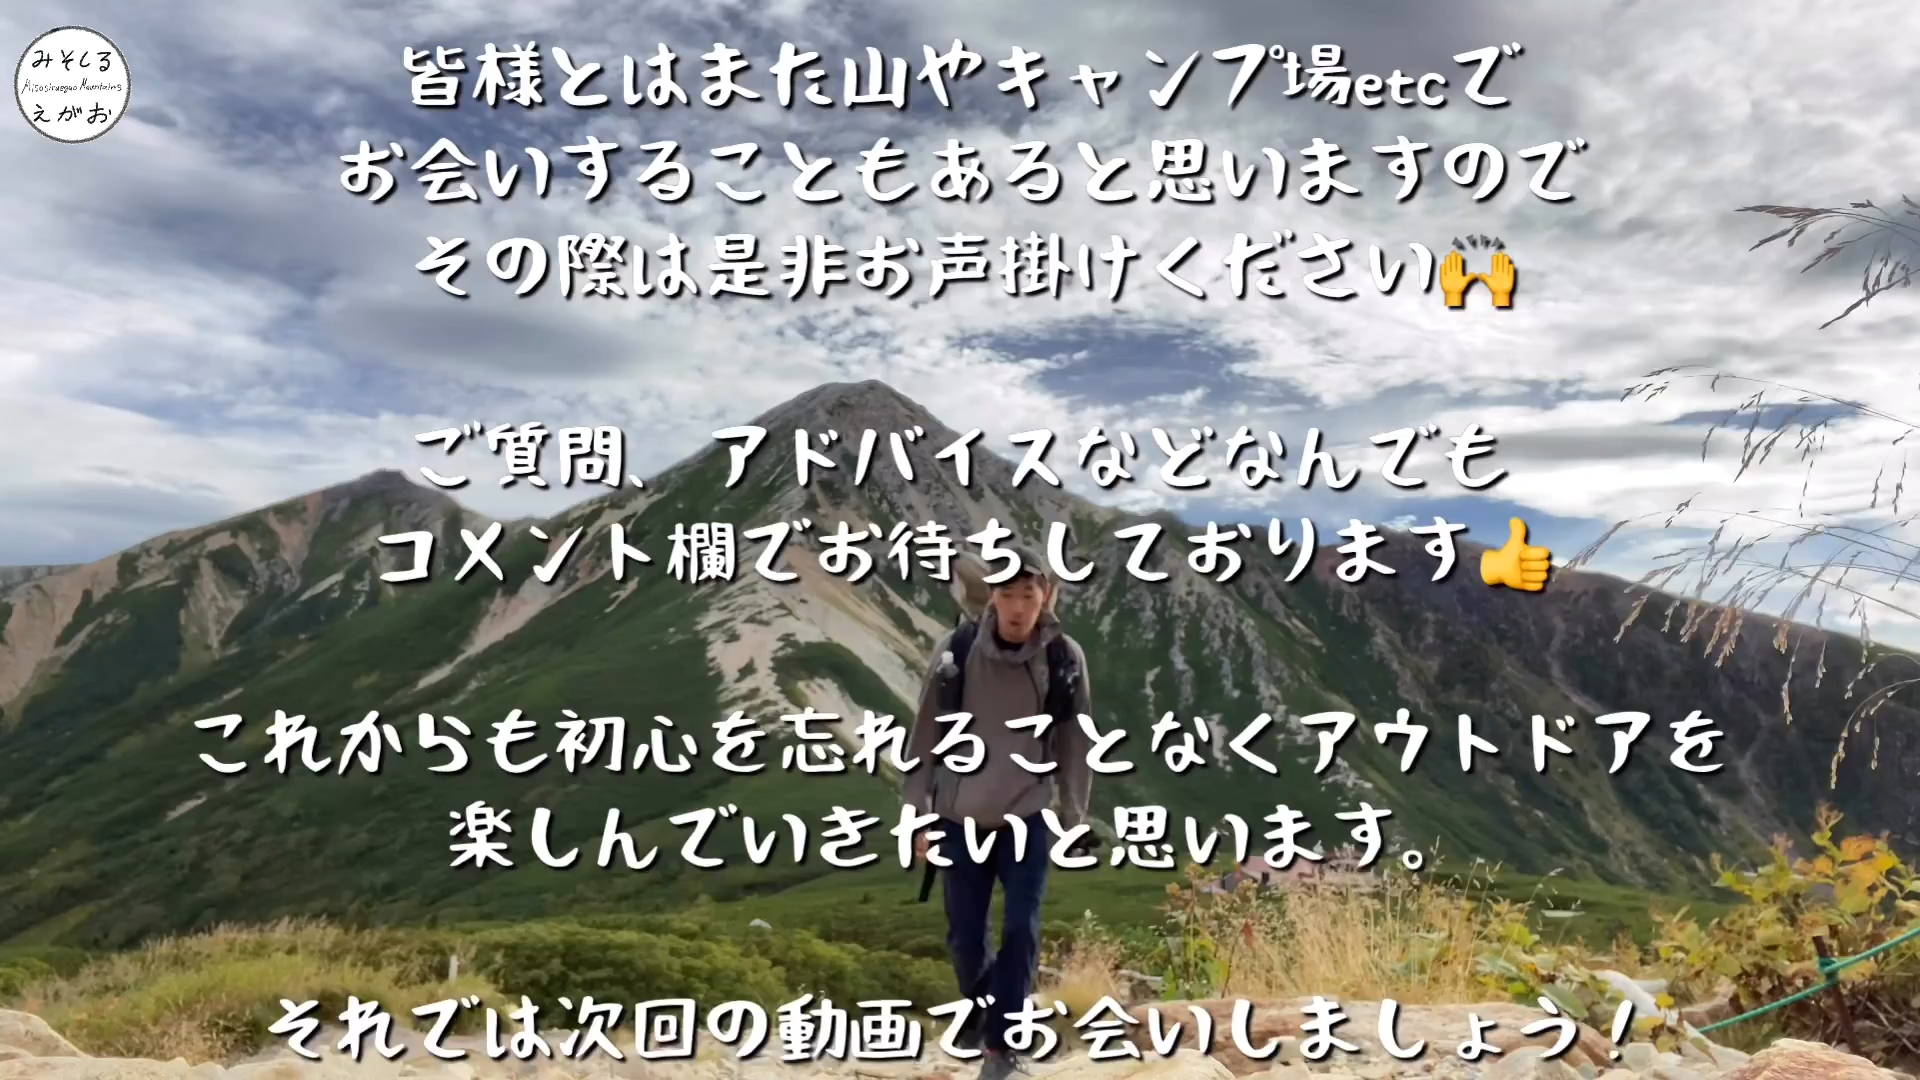 みそしる
Misosiruegao Mountains
えがお
皆様とはまた山やキャンプ場etcで
お会いすることもあると思いますので
その際は是非お声掛けください🙌
ご質問、アドバイスなどなんでも
コメント欄でお待ちしております👍
これからも初心を忘れることなくアウトドアを
楽しんでいきたいと思います。
それでは次回の動画でお会いしましょう!